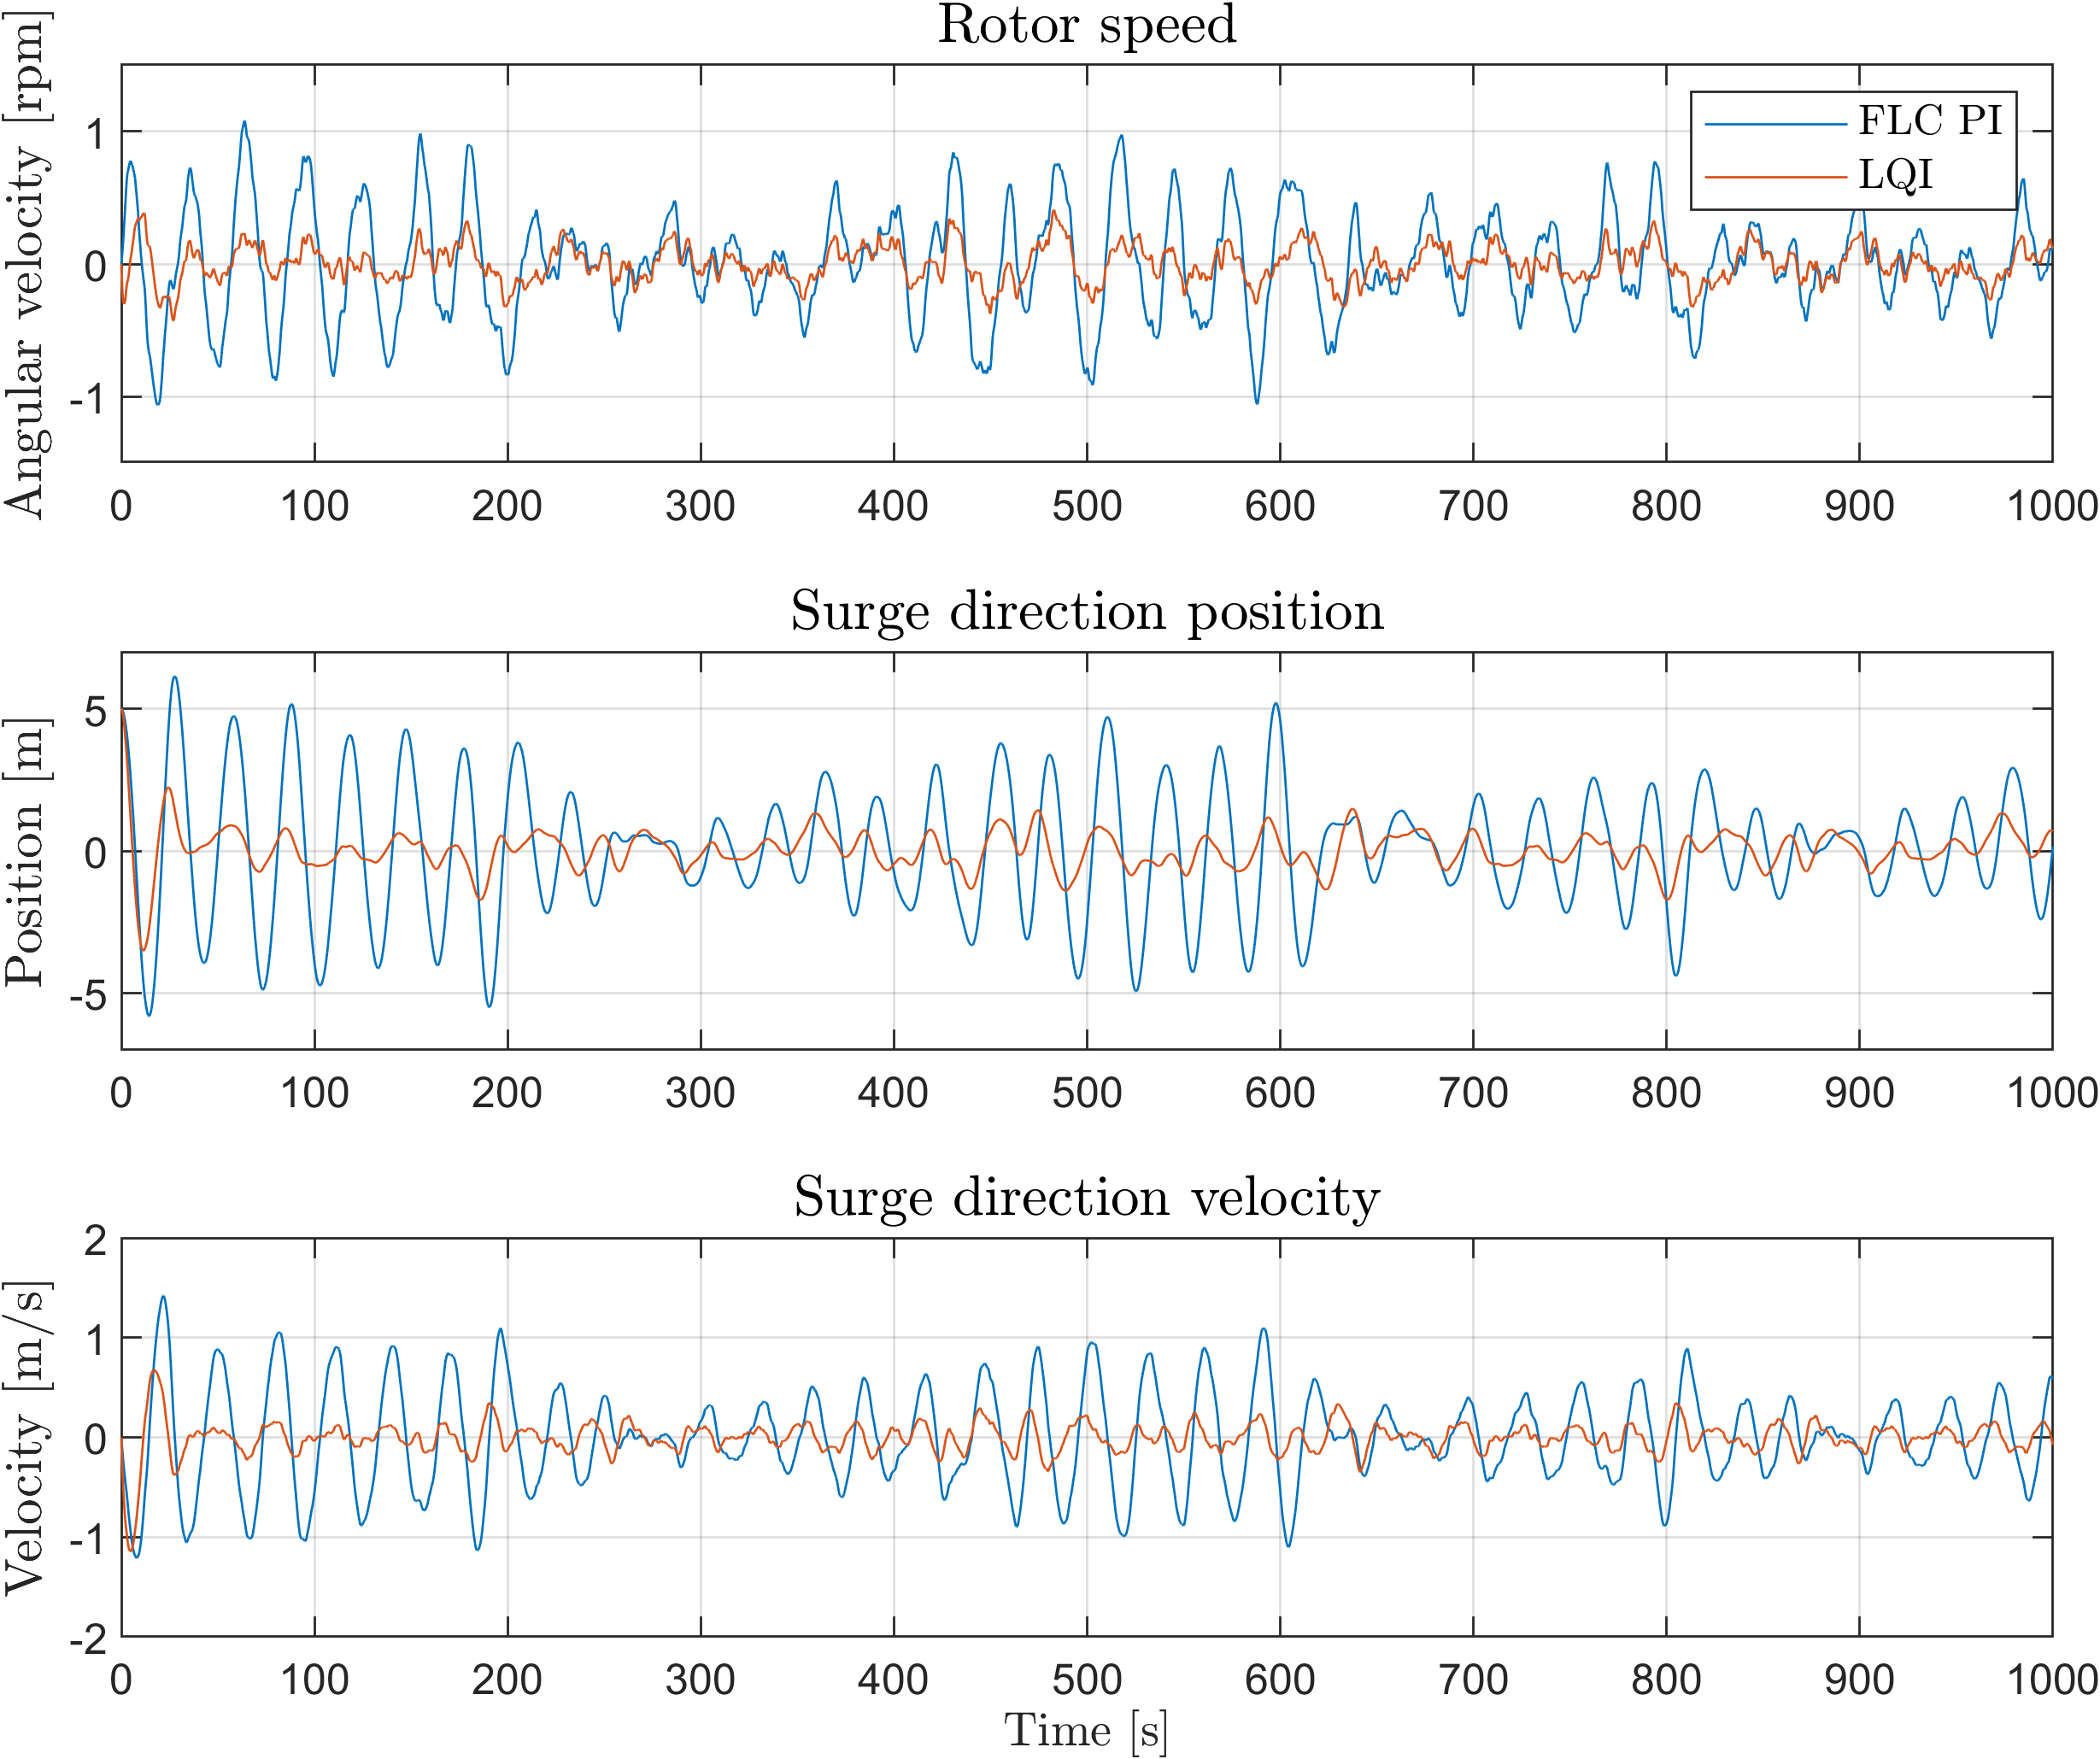 Rotor speed
Angular velocity [rpm]
1
0
-1
FLC PI
LQI
0 100 200 300 400 500 600 700 800 900 1000
Surge direction position
Position [m]
5
0
-5
0 100 200 300 400 500 600 700 800 900 1000
Surge direction velocity
Velocity [m/s]
2
1
0
-1
-2
0 100 200 300 400 500 600 700 800 900 1000
Time [s]